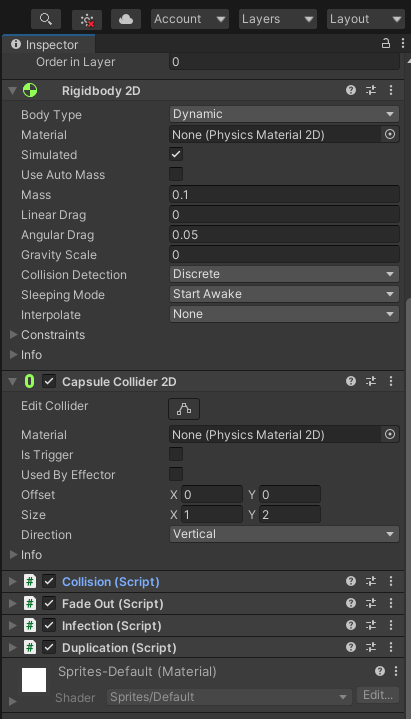 Account
Layers
Layout
Inspector
Order in Layer 0
Rigidbody 2D
Body Type Dynamic
Material None (Physics Material 2D)
Simulated
Use Auto Mass
Mass 0.1
Linear Drag 0
Angular Drag 0.05
Gravity Scale 0
Collision Detection Discrete
Sleeping Mode Start Awake
Interpolate None
Constraints
Info
Capsule Collider 2D
Edit Collider
Material None (Physics Material 2D)
Is Trigger
Used By Effector
Offset X 0 Y 0
Size X 1 Y 2
Direction Vertical
Info
# Collision (Script)
# Fade Out (Script)
# Infection (Script)
# Duplication (Script)
Sprites-Default (Material)
Shader Sprites/Default Edit...